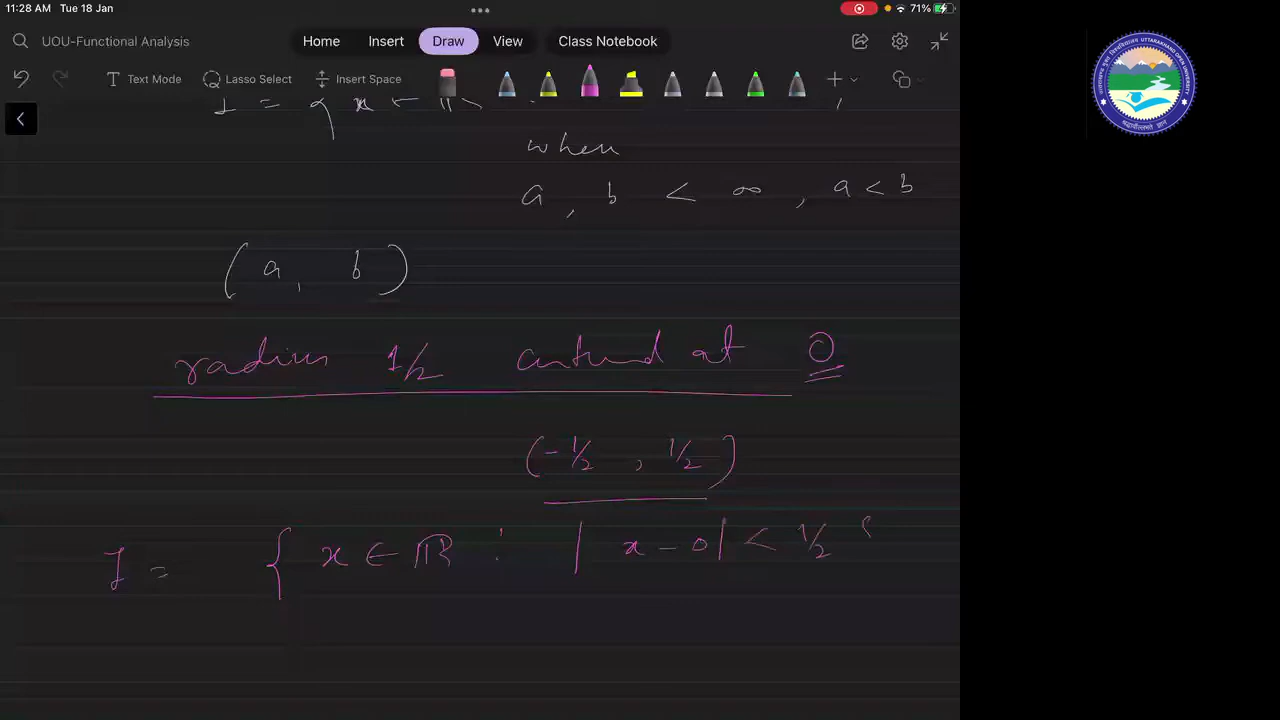 11:28 AM Tue 18 Jan 71%
UOU-Functional Analysis Home Insert Draw View Class Notebook
Text Mode Lasso Select Insert Space
I = { x ∈ ℝ
when
a, b < ∞, a < b
(a, b)
radius 1/2 centred at 0
(-1/2, 1/2)
I = { x ∈ ℝ : | x - 0 | < 1/2